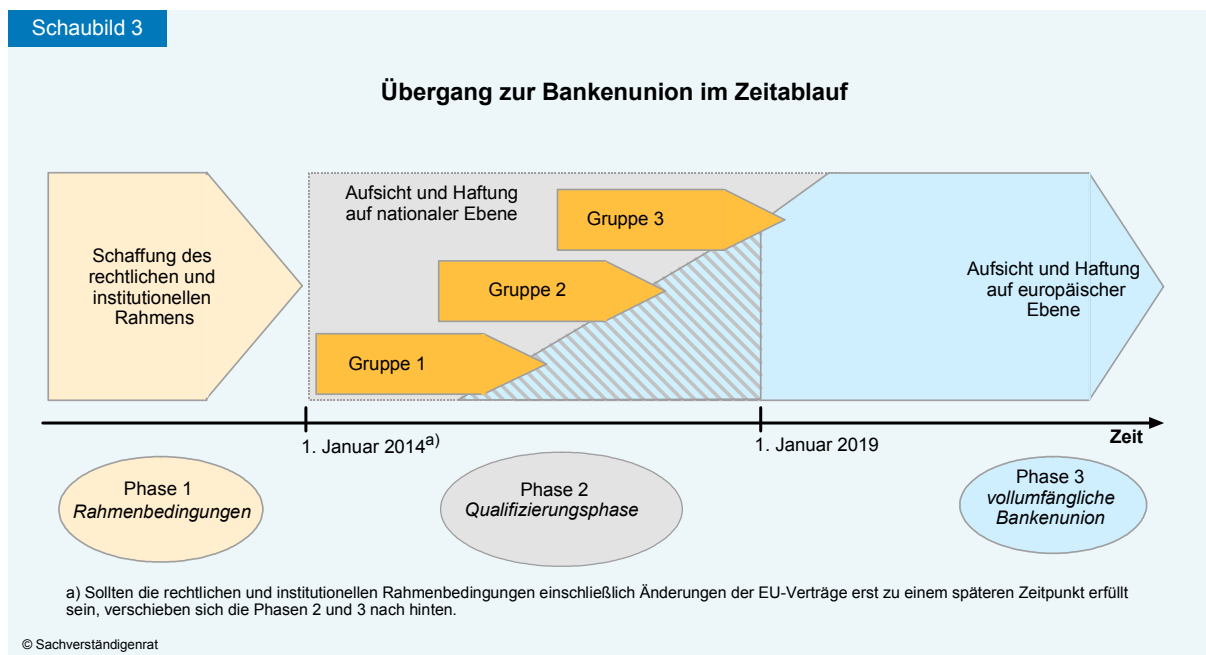 Schaubild 3
Übergang zur Bankenunion im Zeitablauf
Schaffung des
rechtlichen und
institutionellen
Rahmens
Aufsicht und Haftung
auf nationaler Ebene
Gruppe 3
Gruppe 2
Gruppe 1
Aufsicht und Haftung
auf europäischer
Ebene
1. Januar 2014a)
1. Januar 2019
Zeit
Phase 1
Rahmenbedingungen
Phase 2
Qualifizierungsphase
Phase 3
vollumfängliche
Bankenunion
a) Sollten die rechtlichen und institutionellen Rahmenbedingungen einschließlich Änderungen der EU-Verträge erst zu einem späteren Zeitpunkt erfüllt
sein, verschieben sich die Phasen 2 und 3 nach hinten.
© Sachverständigenrat